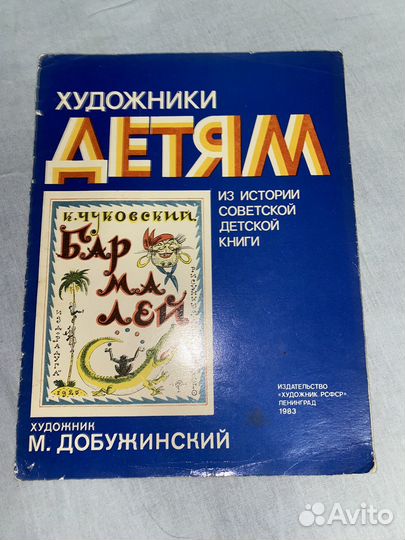 ХУДОЖНИКИ
ДЕТЯМ
ИЗ ИСТОРИИ
СОВЕТСКОЙ
ДЕТСКОЙ
КНИГИ
К. ЧУКОВСКИЙ
БАР
МА
ЛЕЙ
1925
ИЗДАТЕЛЬСТВО
«ХУДОЖНИК РСФСР»
ЛЕНИНГРАД
1983
ХУДОЖНИК
М. ДОБУЖИНСКИЙ
Avito